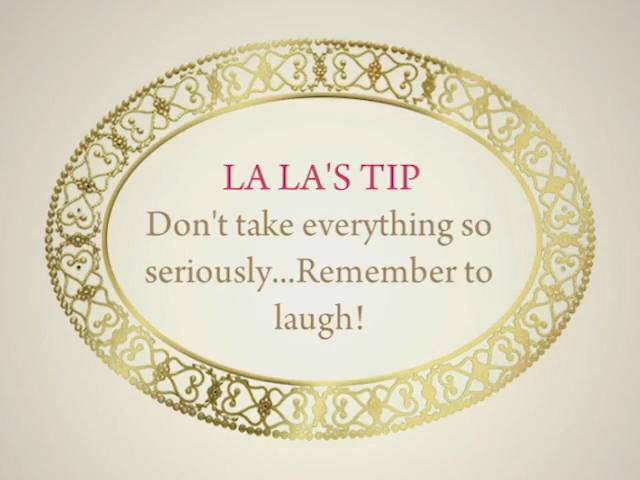 LA LA'S TIP
Don't take everything so
seriously...Remember to
laugh!